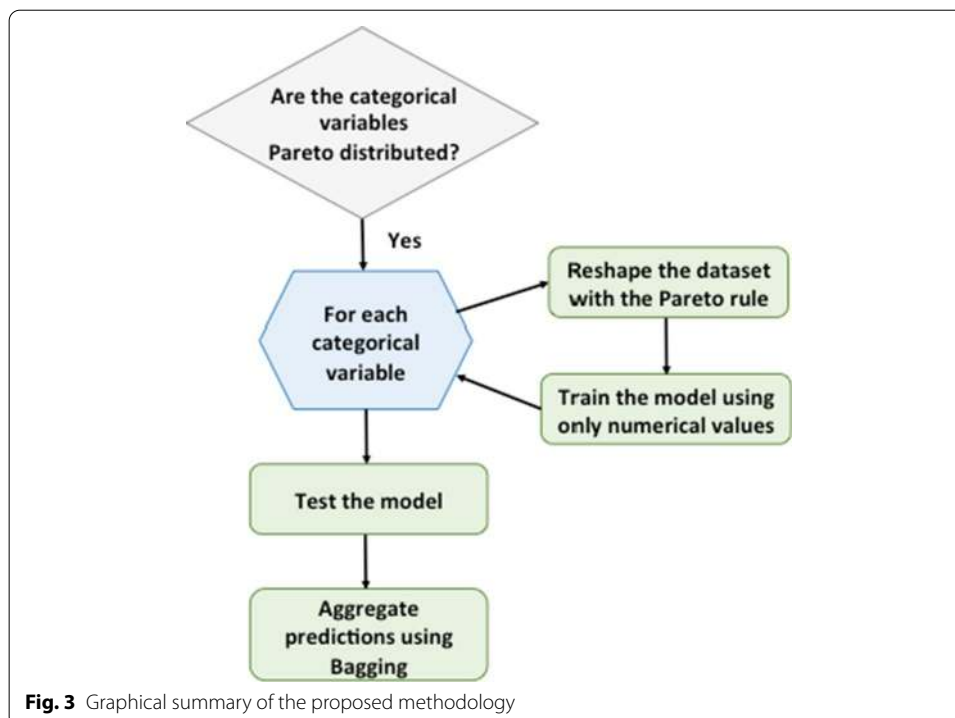 Are the categorical
variables
Pareto distributed?
Yes
For each
categorical
variable
Reshape the dataset
with the Pareto rule
Train the model using
only numerical values
Test the model
Aggregate
predictions using
Bagging
Fig. 3 Graphical summary of the proposed methodology